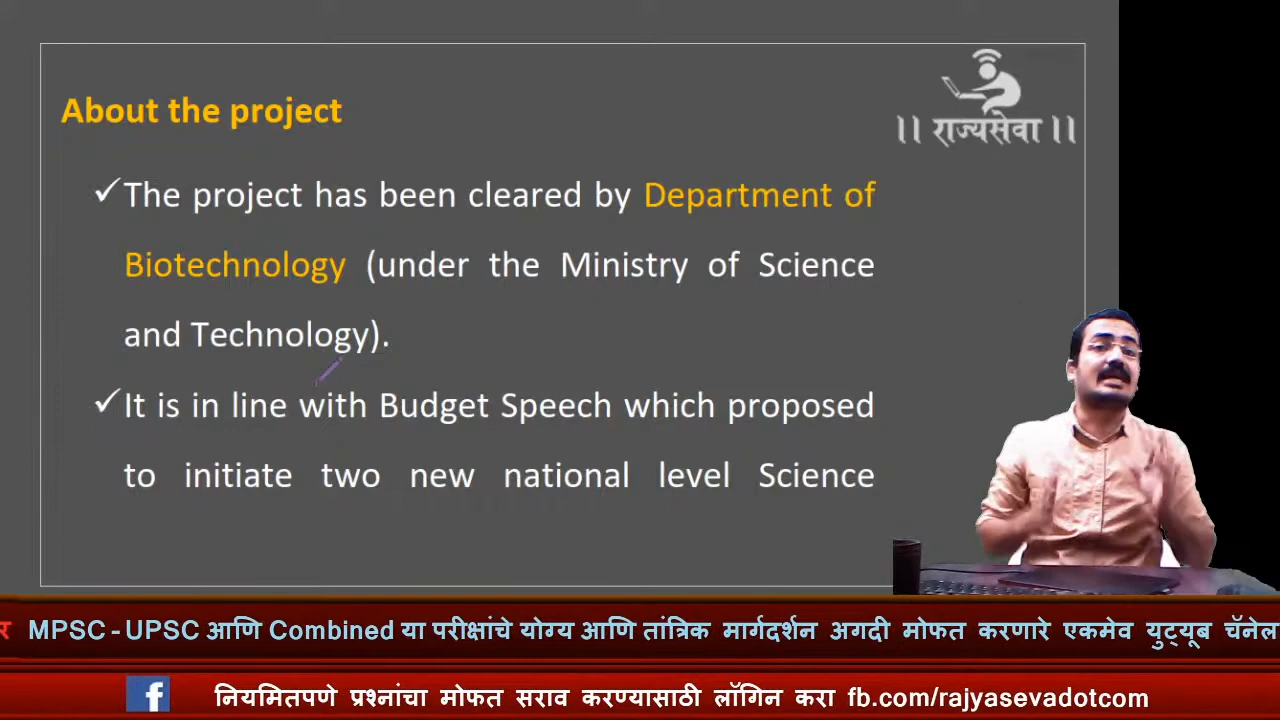 About the project
।। राज्यसेवा ।।
✓The project has been cleared by Department of
Biotechnology (under the Ministry of Science
and Technology).
✓It is in line with Budget Speech which proposed
to initiate two new national level Science
र MPSC - UPSC आणि Combined या परीक्षांचे योग्य आणि तांत्रिक मार्गदर्शन अगदी मोफत करणारे एकमेव युट्यूब चॅनेल
f नियमितपणे प्रश्नांचा मोफत सराव करण्यासाठी लॉगिन करा fb.com/rajyasevadotcom